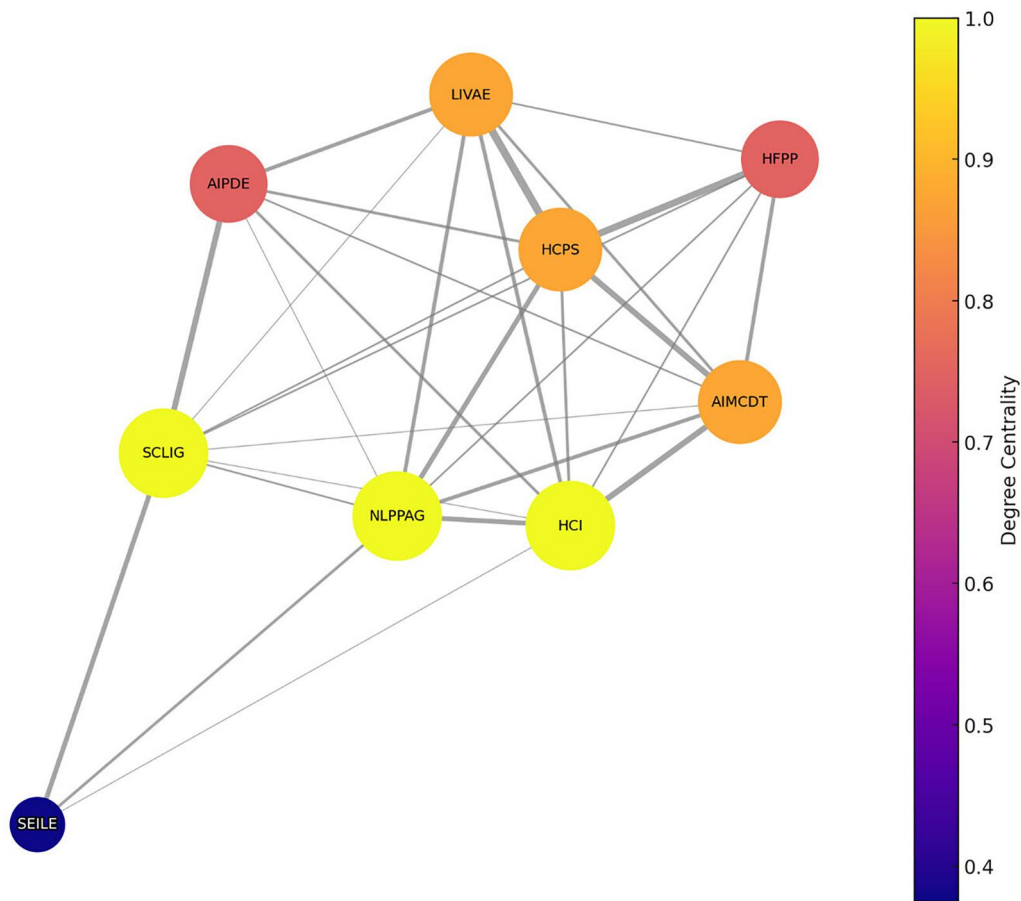 1.0
LIVAE
HFPP
0.9
AIPDE
HCPS
0.8
AIMCDT
0.7
SCLIG
Degree Centrality
NLPPAG
HCI
0.6
0.5
SEILE
0.4